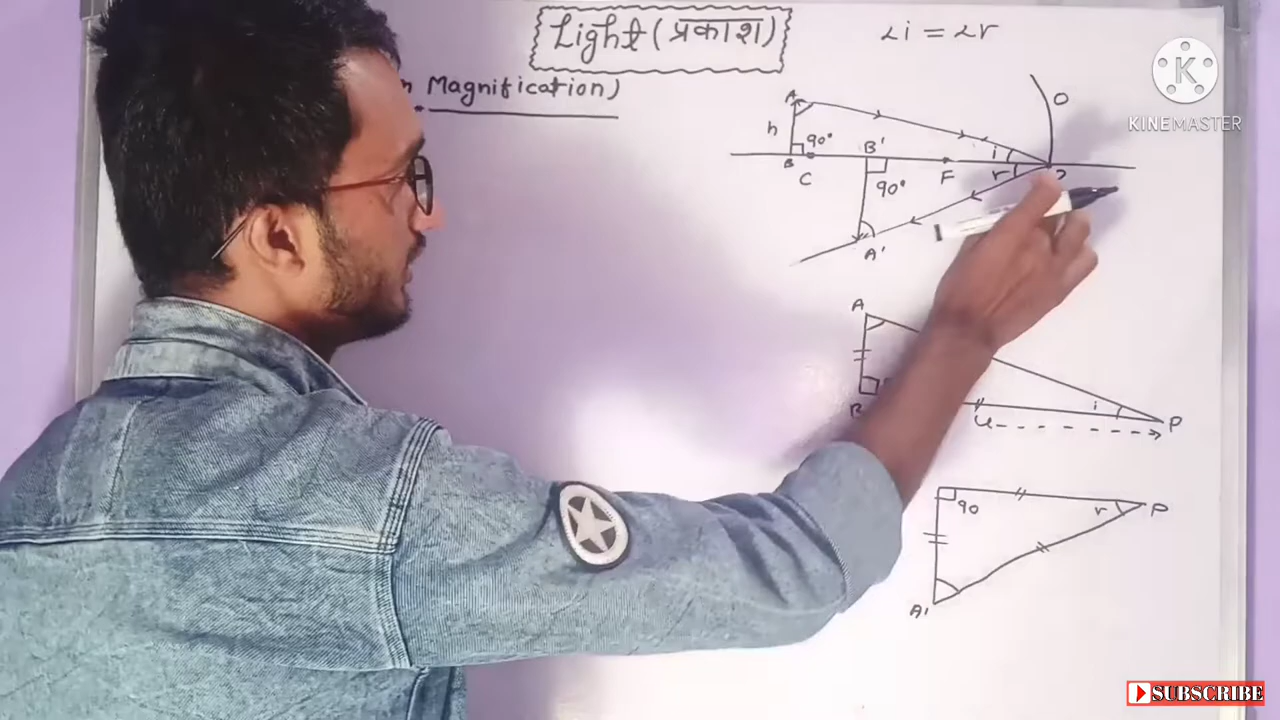 Light (प्रकाश)
∠i = ∠r
Magnification)
K
KINEMASTER
A
O
h
90°
B'
i
B
C
90°
F
r
A'
A
i
u
P
90
r
P
A'
SUBSCRIBE